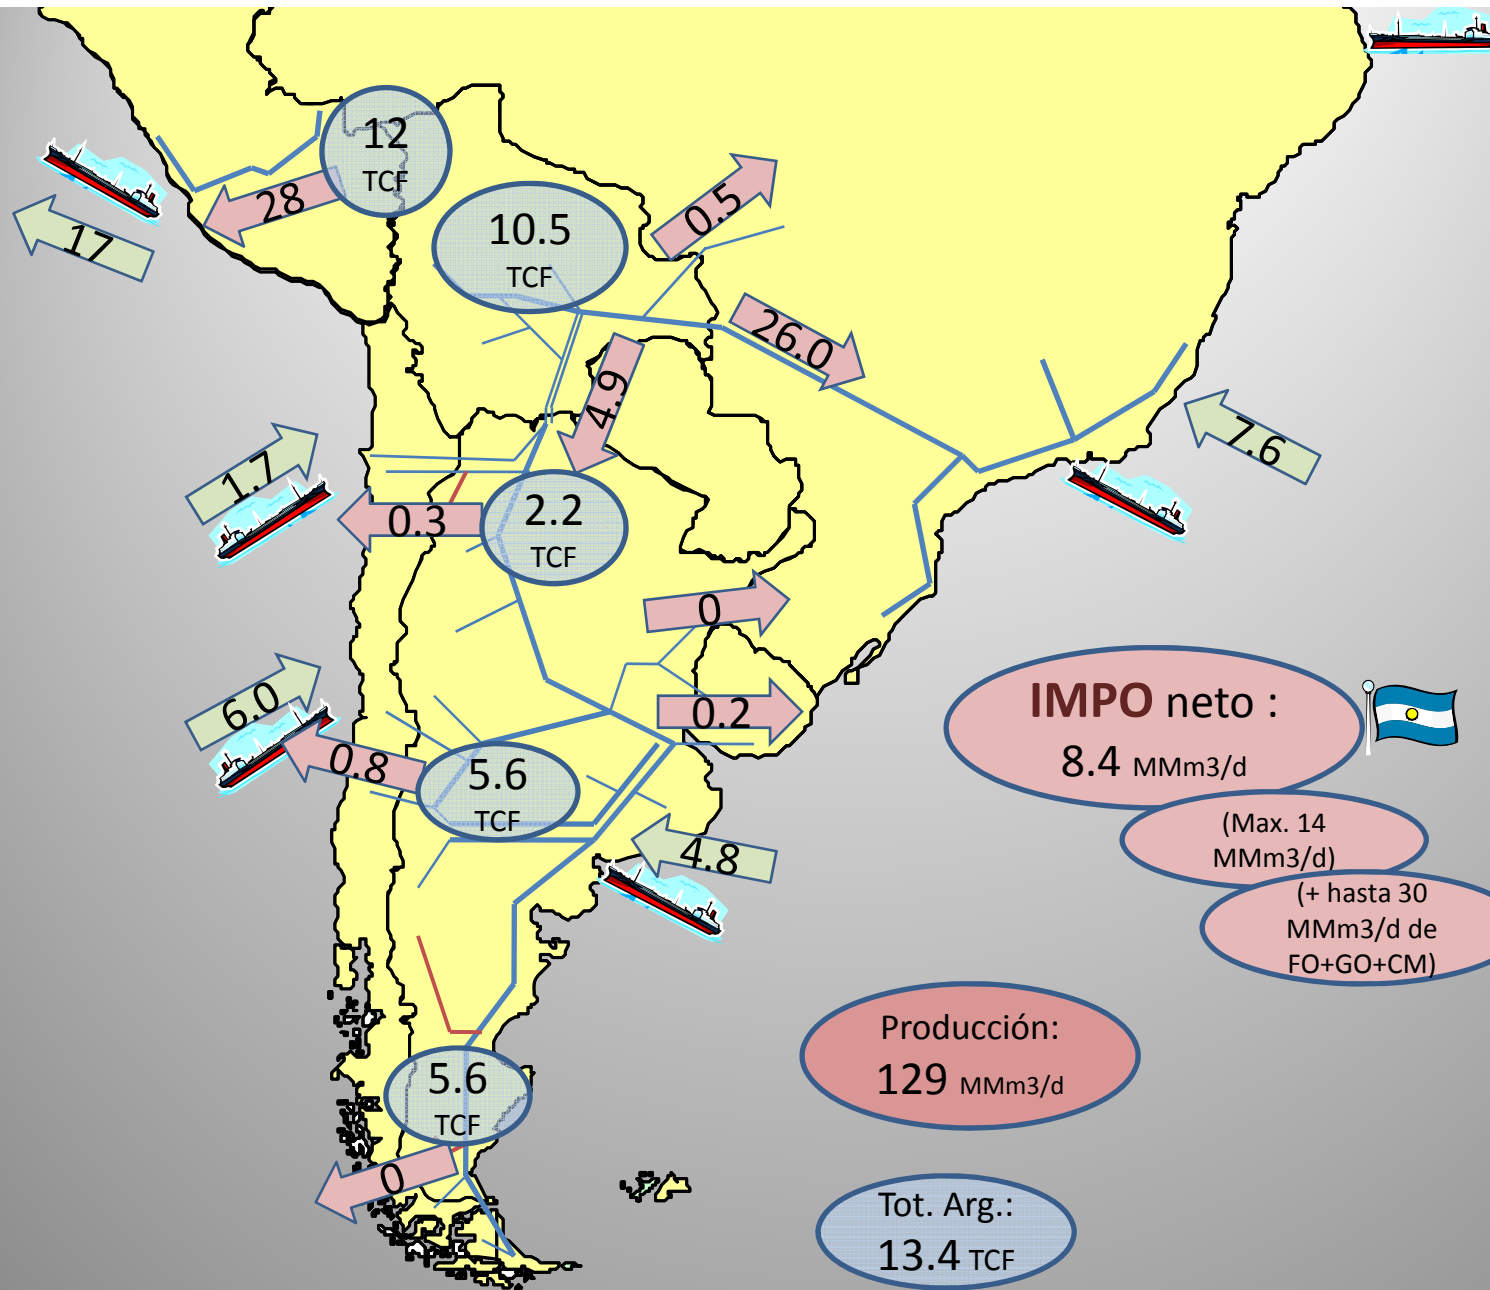 12
TCF
28
17
10.5
TCF
0.5
26.0
4.9
7.6
1.7
0.3
2.2
TCF
0
6.0
0.8
0.2
5.6
TCF
4.8
IMPO neto :
8.4 MMm3/d
(Max. 14
MMm3/d)
(+ hasta 30
MMm3/d de
FO+GO+CM)
Producción:
129 MMm3/d
5.6
TCF
0
Tot. Arg.:
13.4 TCF